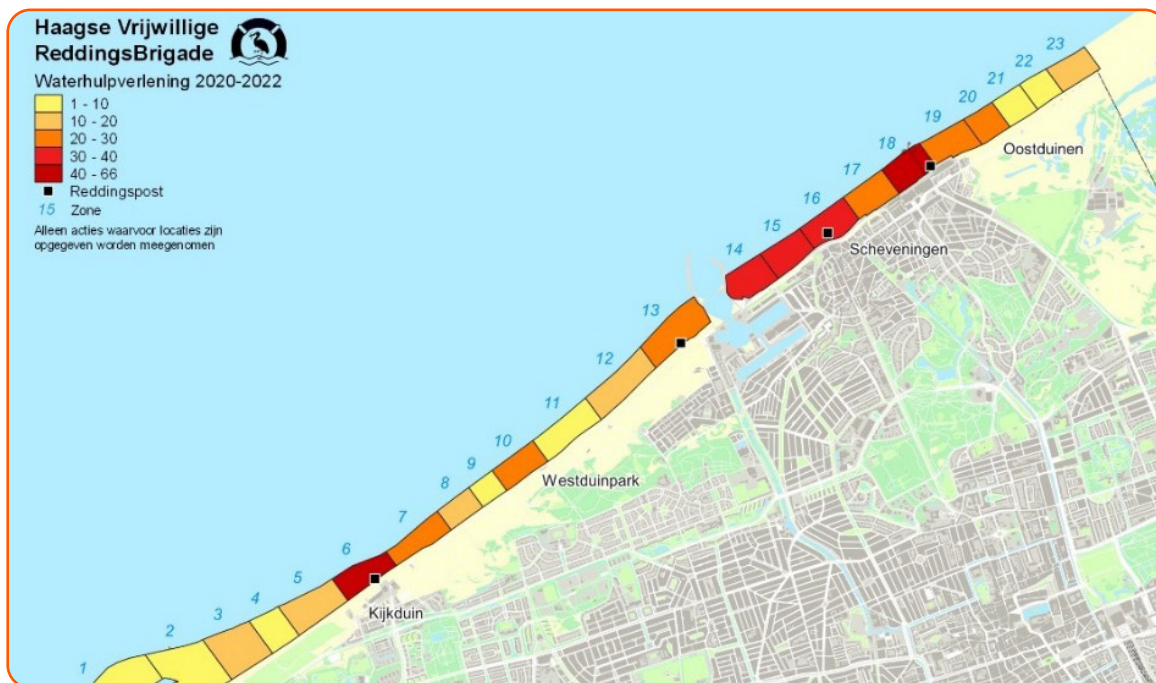 Haagse Vrijwillige
ReddingsBrigade
Waterhulpverlening 2020-2022
1 - 10
10 - 20
20 - 30
30 - 40
40 - 66
Reddingspost
15 Zone
Alleen acties waarvoor locaties zijn
opgegeven worden meegenomen
23
22
21
20
19
18
17
16
15
14
13
12
11
10
9
8
7
6
5
4
3
2
1
Oostduinen
Scheveningen
Westduinpark
Kijkduin